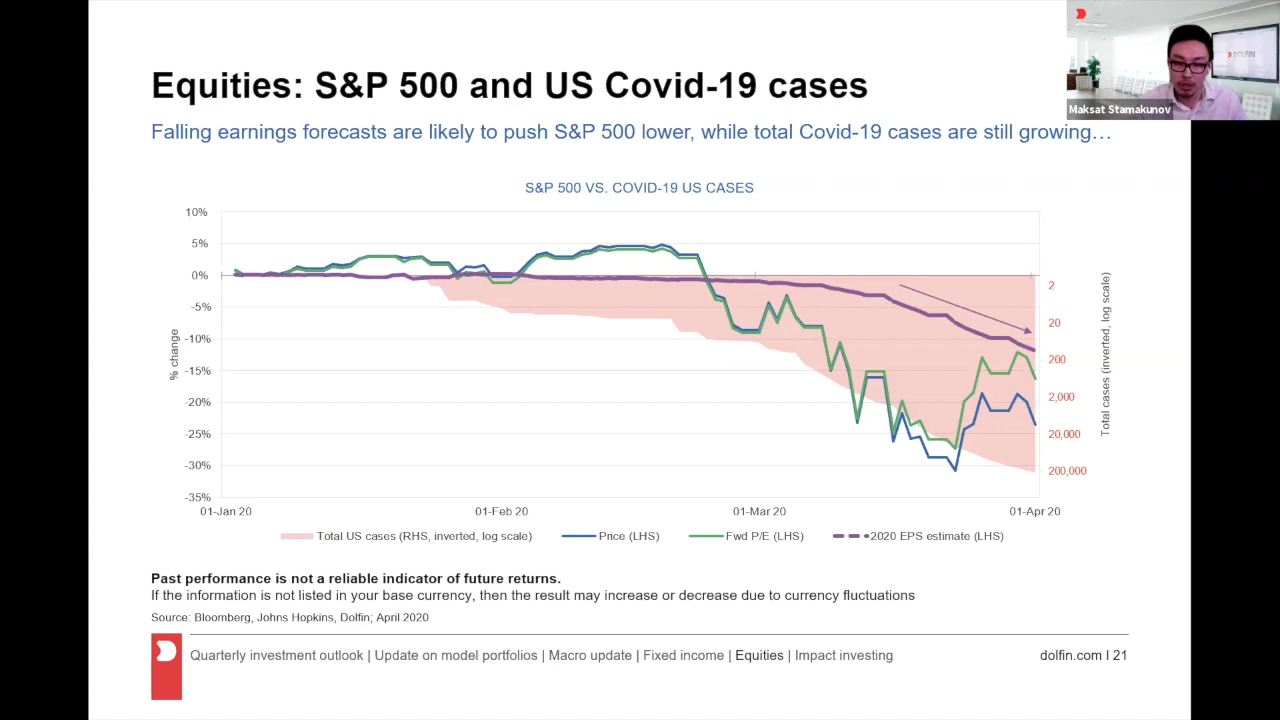 Equities: S&P 500 and US Covid-19 cases
Falling earnings forecasts are likely to push S&P 500 lower, while total Covid-19 cases are still growing…
DOLFIN
Maksat Stamakunov
S&P 500 VS. COVID-19 US CASES
10%
5%
0%
-5%
-10%
-15%
-20%
-25%
-30%
-35%
% change
2
20
200
2,000
20,000
200,000
Total cases (inverted, log scale)
01-Jan 20
01-Feb 20
01-Mar 20
01-Apr 20
Total US cases (RHS, inverted, log scale)
Price (LHS)
Fwd P/E (LHS)
2020 EPS estimate (LHS)
Past performance is not a reliable indicator of future returns.
If the information is not listed in your base currency, then the result may increase or decrease due to currency fluctuations
Source: Bloomberg, Johns Hopkins, Dolfin; April 2020
Quarterly investment outlook | Update on model portfolios | Macro update | Fixed income | Equities | Impact investing
dolfin.com I 21